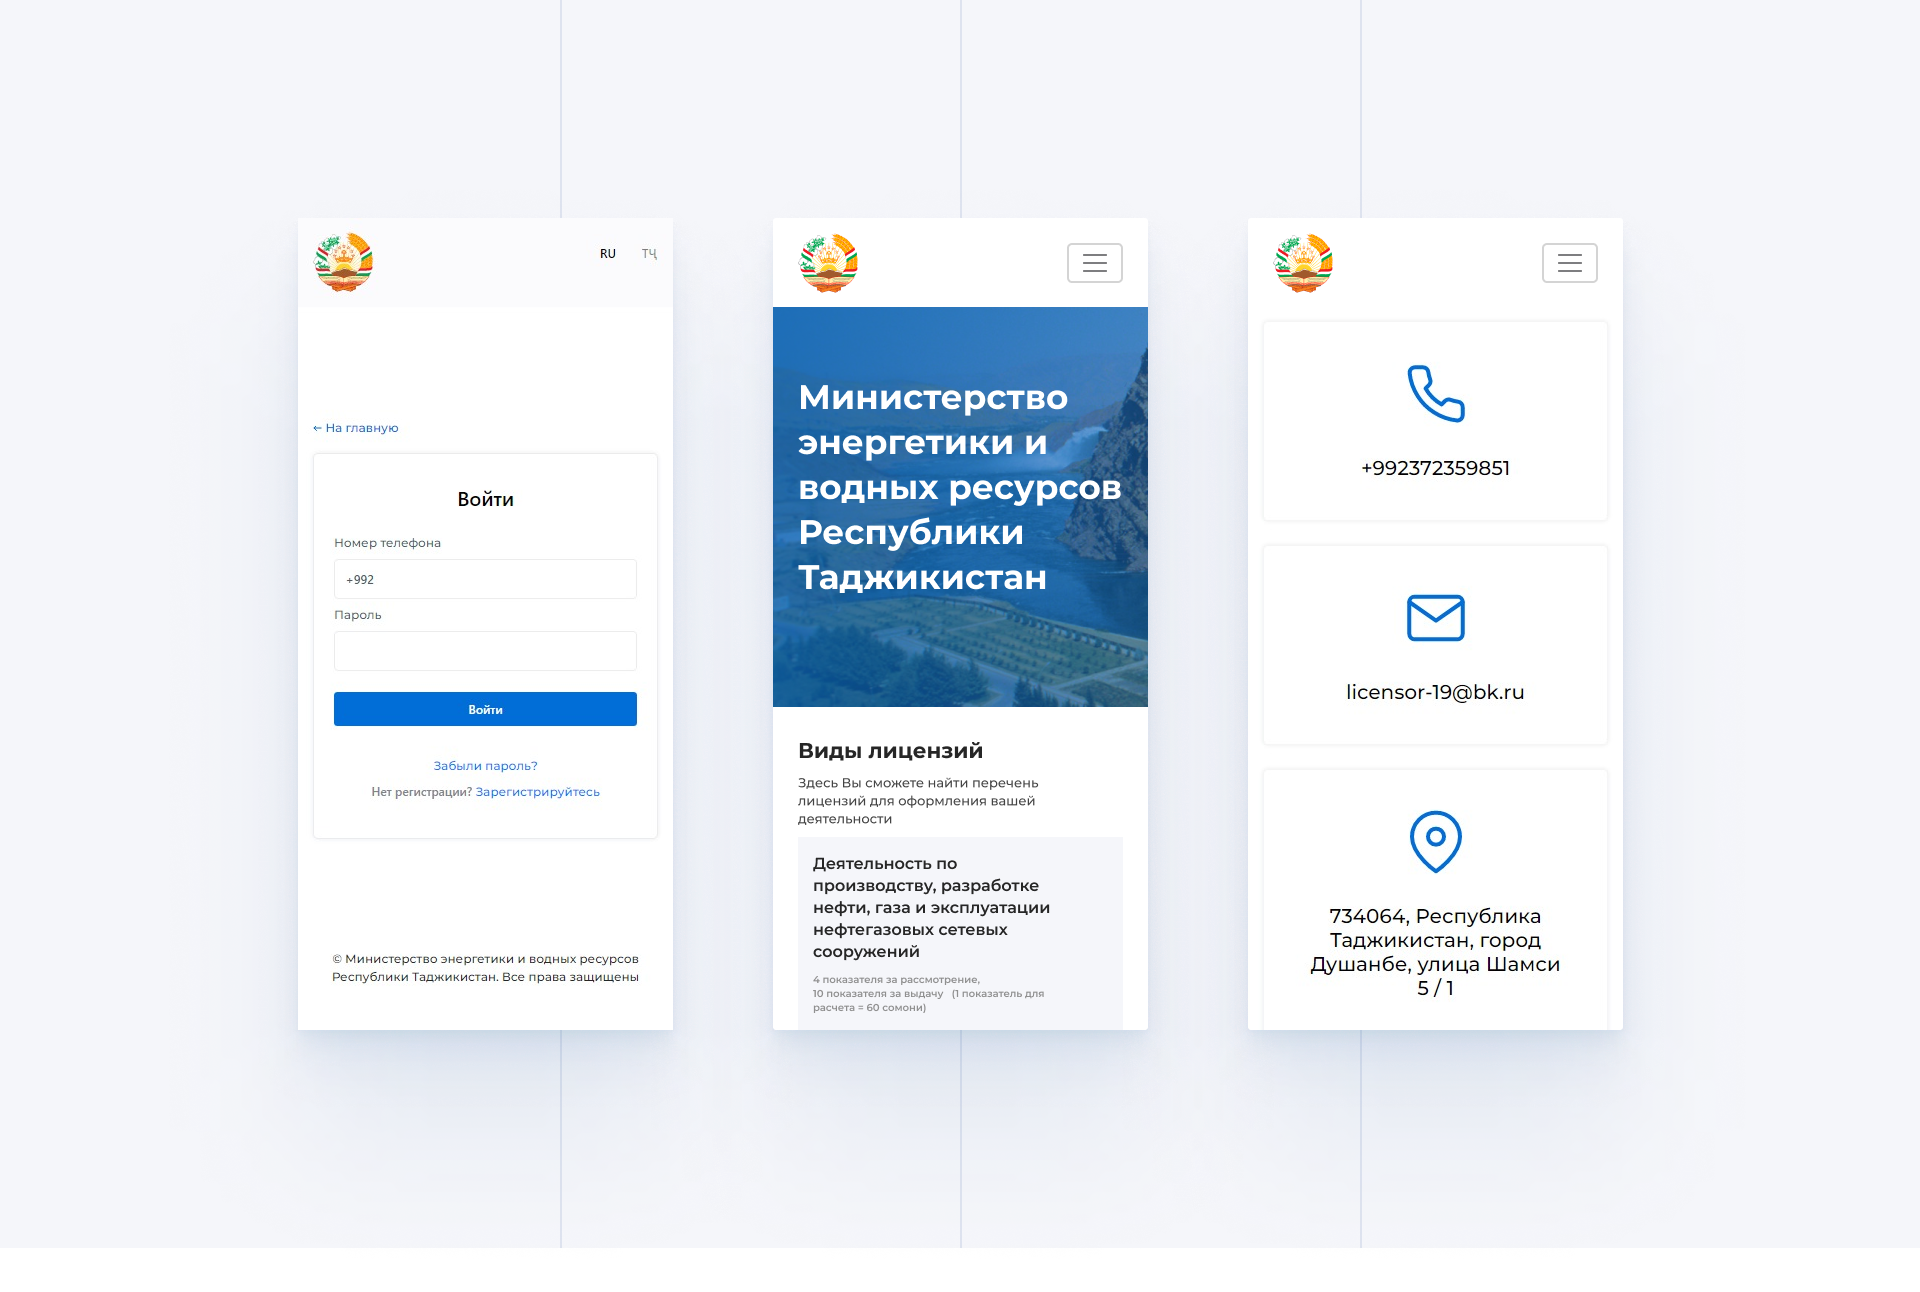 RU
ТҶ
← На главную
Войти
Номер телефона
+992
Пароль
Войти
Забыли пароль?
Нет регистрации? Зарегистрируйтесь
© Министерство энергетики и водных ресурсов
Республики Таджикистан. Все права защищены
Министерство
энергетики и
водных ресурсов
Республики
Таджикистан
Виды лицензий
Здесь Вы сможете найти перечень
лицензий для оформления вашей
деятельности
Деятельность по
производству, разработке
нефти, газа и эксплуатации
нефтегазовых сетевых
сооружений
4 показателя за рассмотрение,
10 показателя за выдачу (1 показатель для
расчета = 60 сомони)
+992372359851
licensor-19@bk.ru
734064, Республика
Таджикистан, город
Душанбе, улица Шамси
5 / 1